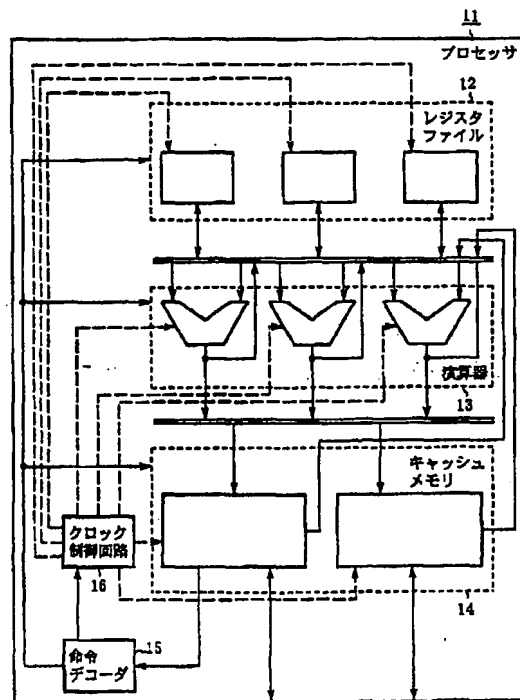 11
プロセッサ
12
レジスタ
ファイル
演算器
13
キャッシュ
メモリ
クロック
制御回路
16
14
15
命令
デコーダ